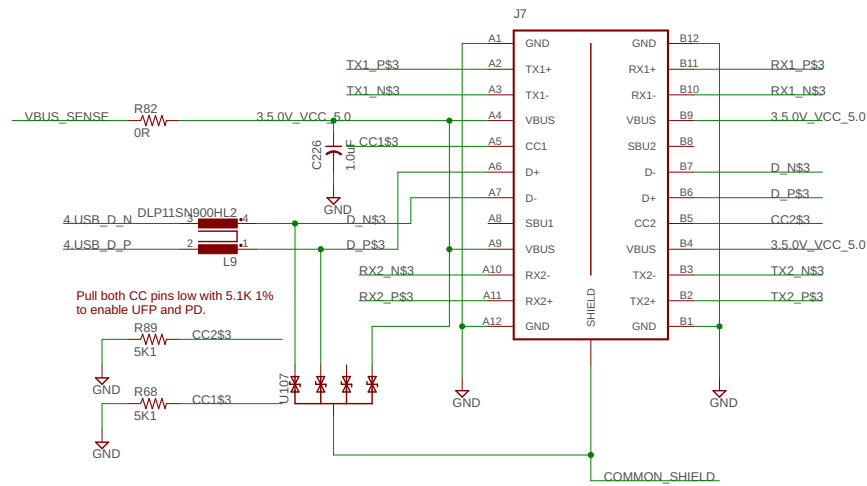 J7
A1 GND GND B12
TX1_P$3 A2 TX1+ RX1+ B11 RX1_P$3
TX1_N$3 A3 TX1- RX1- B10 RX1_N$3
VBUS_SENSE R82 0R 3.5.0V_VCC_5.0 A4 VBUS VBUS B9 3.5.0V_VCC_5.0
C226 1.0uF CC1$3 A5 CC1 SBU2 B8
A6 D+ D- B7 D_N$3
GND
A7 D- D+ B6 D_P$3
DLP11SN900HL2
4.USB_D_N 3 4 D_N$3 A8 SBU1 CC2 B5 CC2$3
4.USB_D_P 2 1 D_P$3 A9 VBUS VBUS B4 3.5.0V_VCC_5.0
L9
RX2_N$3 A10 RX2- TX2- B3 TX2_N$3
RX2_P$3 A11 RX2+ TX2+ B2 TX2_P$3
A12 GND SHIELD GND B1
Pull both CC pins low with 5.1K 1%
to enable UFP and PD.
R89 CC2$3
5K1
GND
R68 CC1$3
5K1
GND
U107
GND GND
COMMON_SHIELD